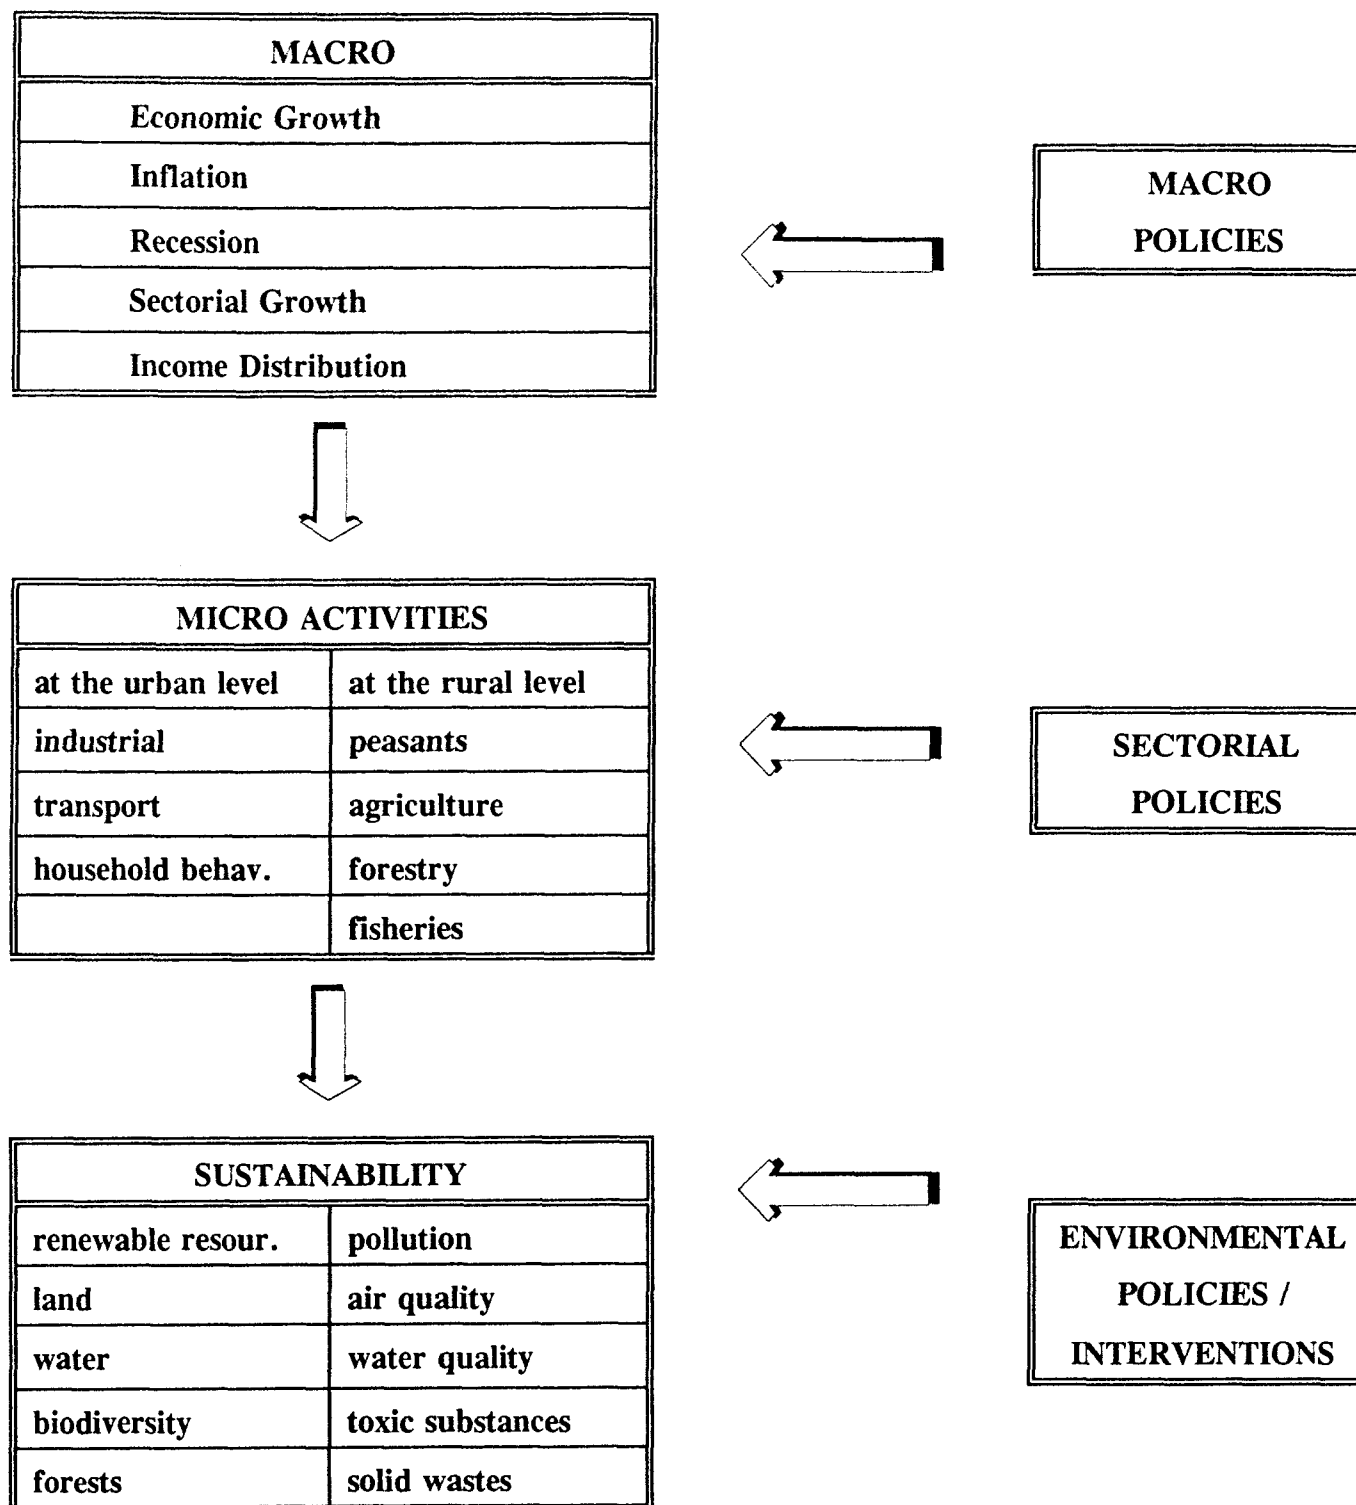 MACRO
Economic Growth
Inflation
Recession
Sectorial Growth
Income Distribution
MACRO
POLICIES
MICRO ACTIVITIES
at the urban level at the rural level
industrial peasants
transport agriculture
household behav. forestry
fisheries
SECTORIAL
POLICIES
SUSTAINABILITY
renewable resour. pollution
land air quality
water water quality
biodiversity toxic substances
forests solid wastes
ENVIRONMENTAL
POLICIES /
INTERVENTIONS